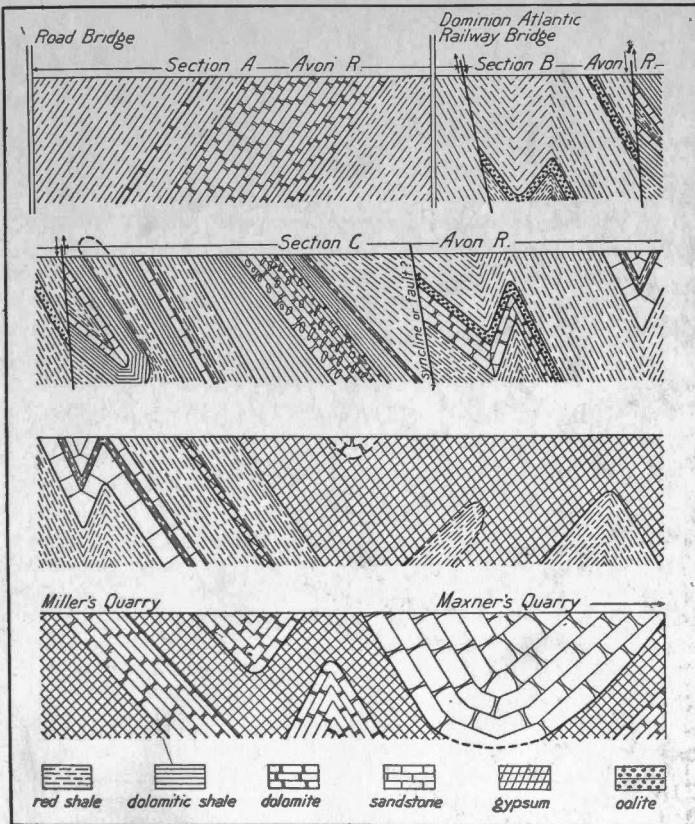 Road Bridge
Dominion Atlantic
Railway Bridge
Section A Avon R.
Section B Avon R.
Section C Avon R.
syncline or fault?
Miller's Quarry
Maxner's Quarry
red shale
dolomitic shale
dolomite
sandstone
gypsum
oolite